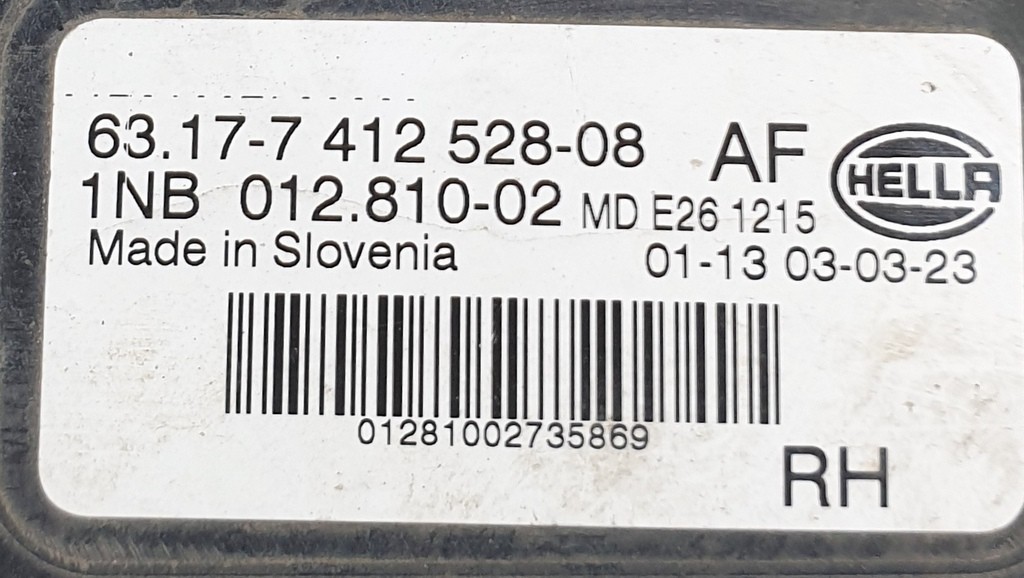 63.17-7 412 528-08 AF
HELLA
1NB 012.810-02 MD E26 1215
Made in Slovenia 01-13 03-03-23
01281002735869
RH